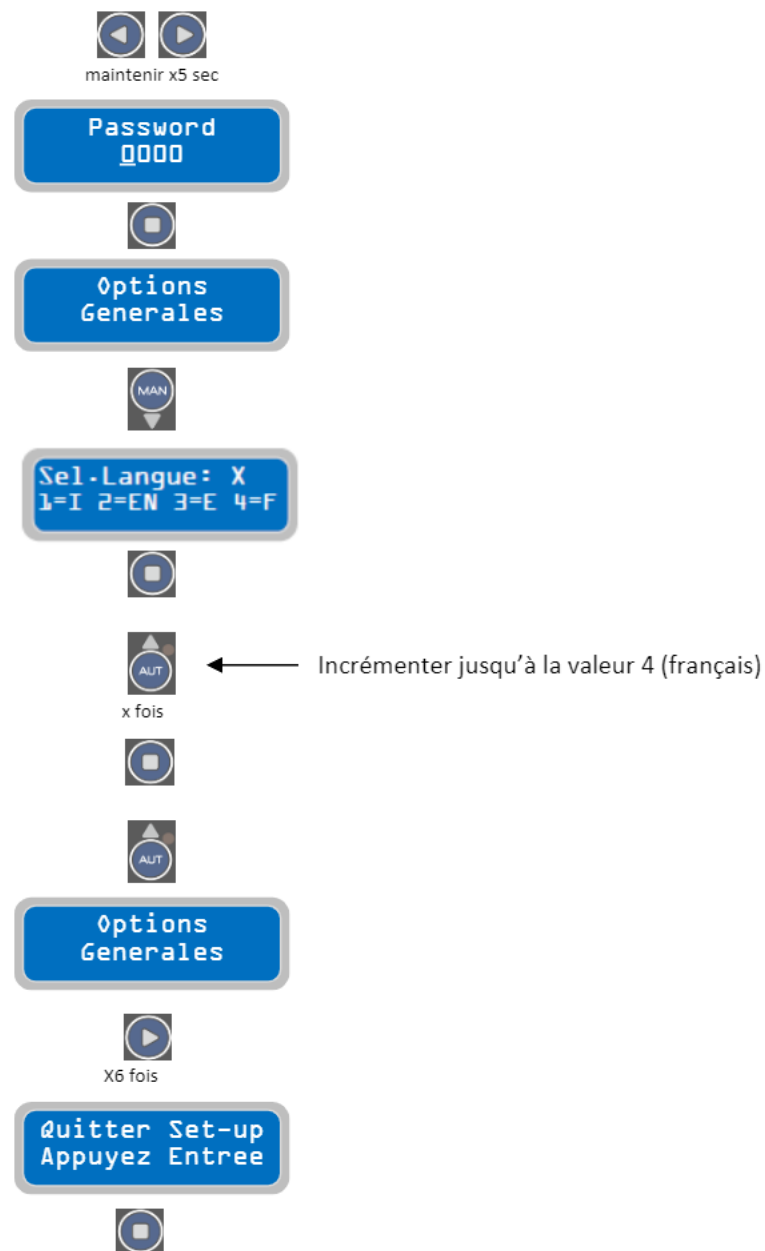 maintenir x5 sec
Password
0000
Options
Generales
MAN
Sel.Langue: X
1=I 2=EN 3=E 4=F
AUT
Incrémenter jusqu'à la valeur 4 (français)
x fois
AUT
Options
Generales
X6 fois
Quitter Set-up
Appuyez Entree